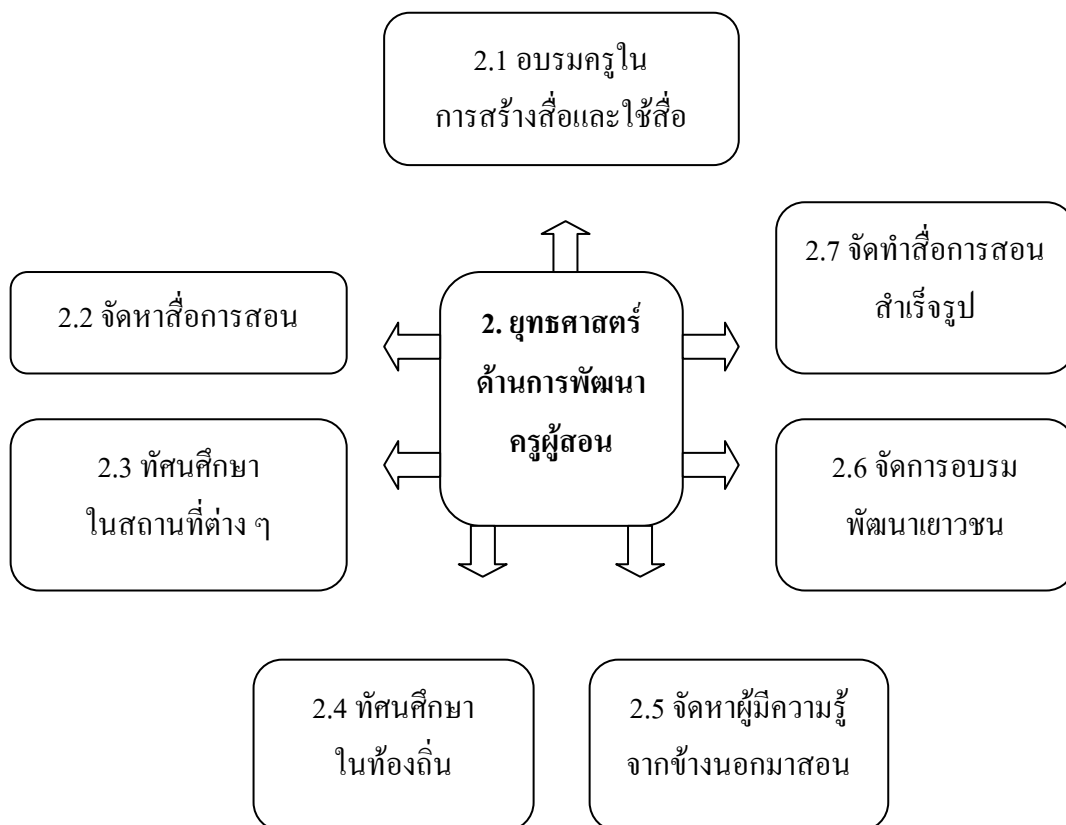 2.1 อบรมครูใน
การสร้างสื่อและใช้สื่อ
2.7 จัดทำสื่อการสอน
สำเร็จรูป
2.2 จัดหาสื่อการสอน
2. ยุทธศาสตร์
ด้านการพัฒนา
ครูผู้สอน
2.3 ทัศนศึกษา
ในสถานที่ต่าง ๆ
2.6 จัดการอบรม
พัฒนาเยาวชน
2.4 ทัศนศึกษา
ในท้องถิ่น
2.5 จัดหาผู้มีความรู้
จากข้างนอกมาสอน